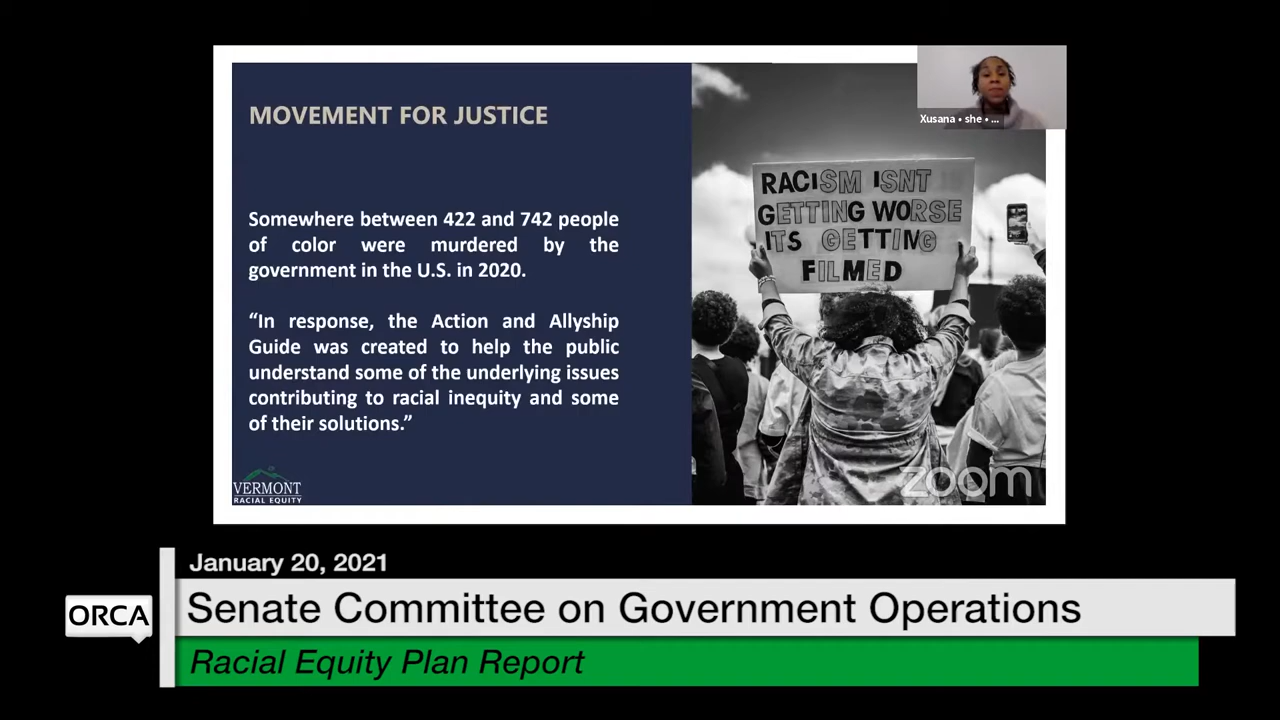 MOVEMENT FOR JUSTICE
Somewhere between 422 and 742 people
of color were murdered by the
government in the U.S. in 2020.
“In response, the Action and Allyship
Guide was created to help the public
understand some of the underlying issues
contributing to racial inequity and some
of their solutions.”
VERMONT
RACIAL EQUITY
Xusana • she • ...
RACISM ISNT
GETTING WORSE
ITS GETTING
FILMED
zoom
January 20, 2021
ORCA
Senate Committee on Government Operations
Racial Equity Plan Report